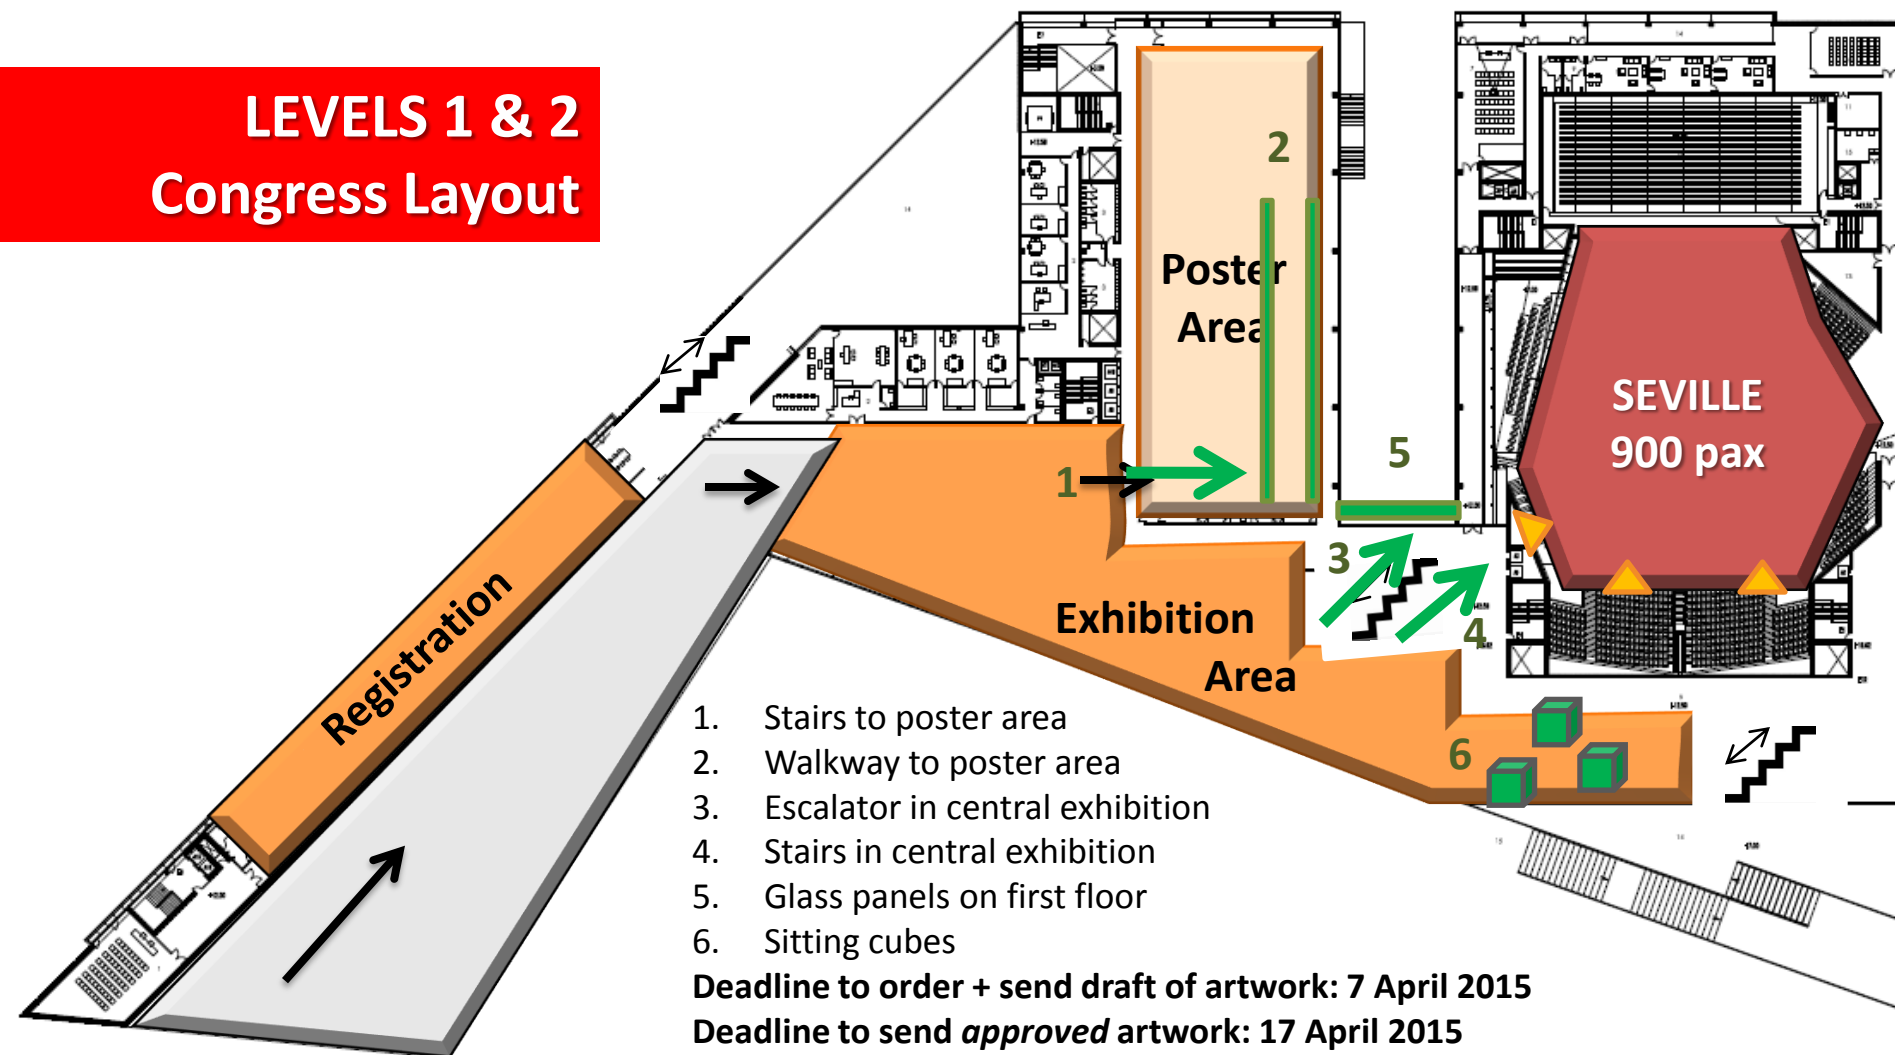 LEVELS 1 & 2
Congress Layout
2
Poster
Area
SEVILLE
900 pax
5
1
3
4
Exhibition
Area
Registration
6
1. Stairs to poster area
2. Walkway to poster area
3. Escalator in central exhibition
4. Stairs in central exhibition
5. Glass panels on first floor
6. Sitting cubes
Deadline to order + send draft of artwork: 7 April 2015
Deadline to send approved artwork: 17 April 2015